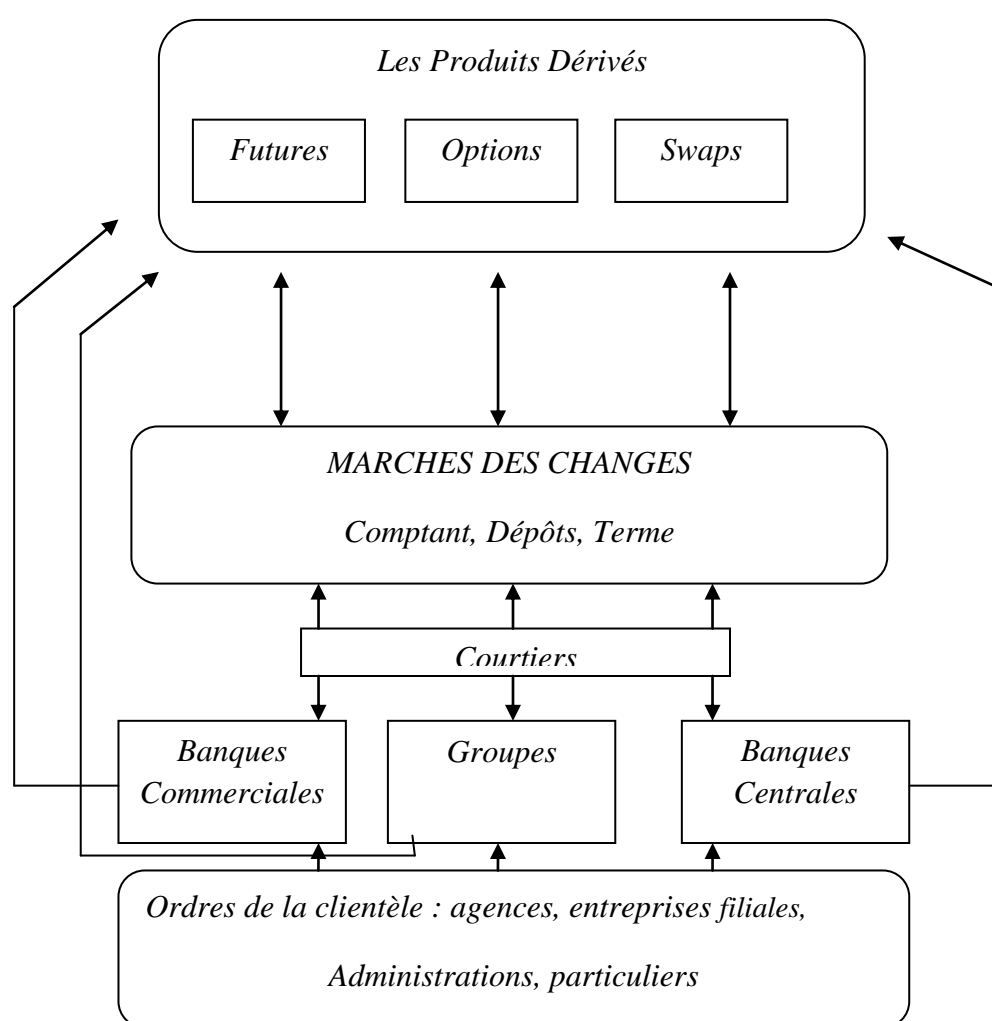 Les Produits Dérivés
Futures
Options
Swaps
MARCHES DES CHANGES
Comptant, Dépôts, Terme
Courtiers
Banques
Commerciales
Groupes
Banques
Centrales
Ordres de la clientèle : agences, entreprises filiales,
Administrations, particuliers